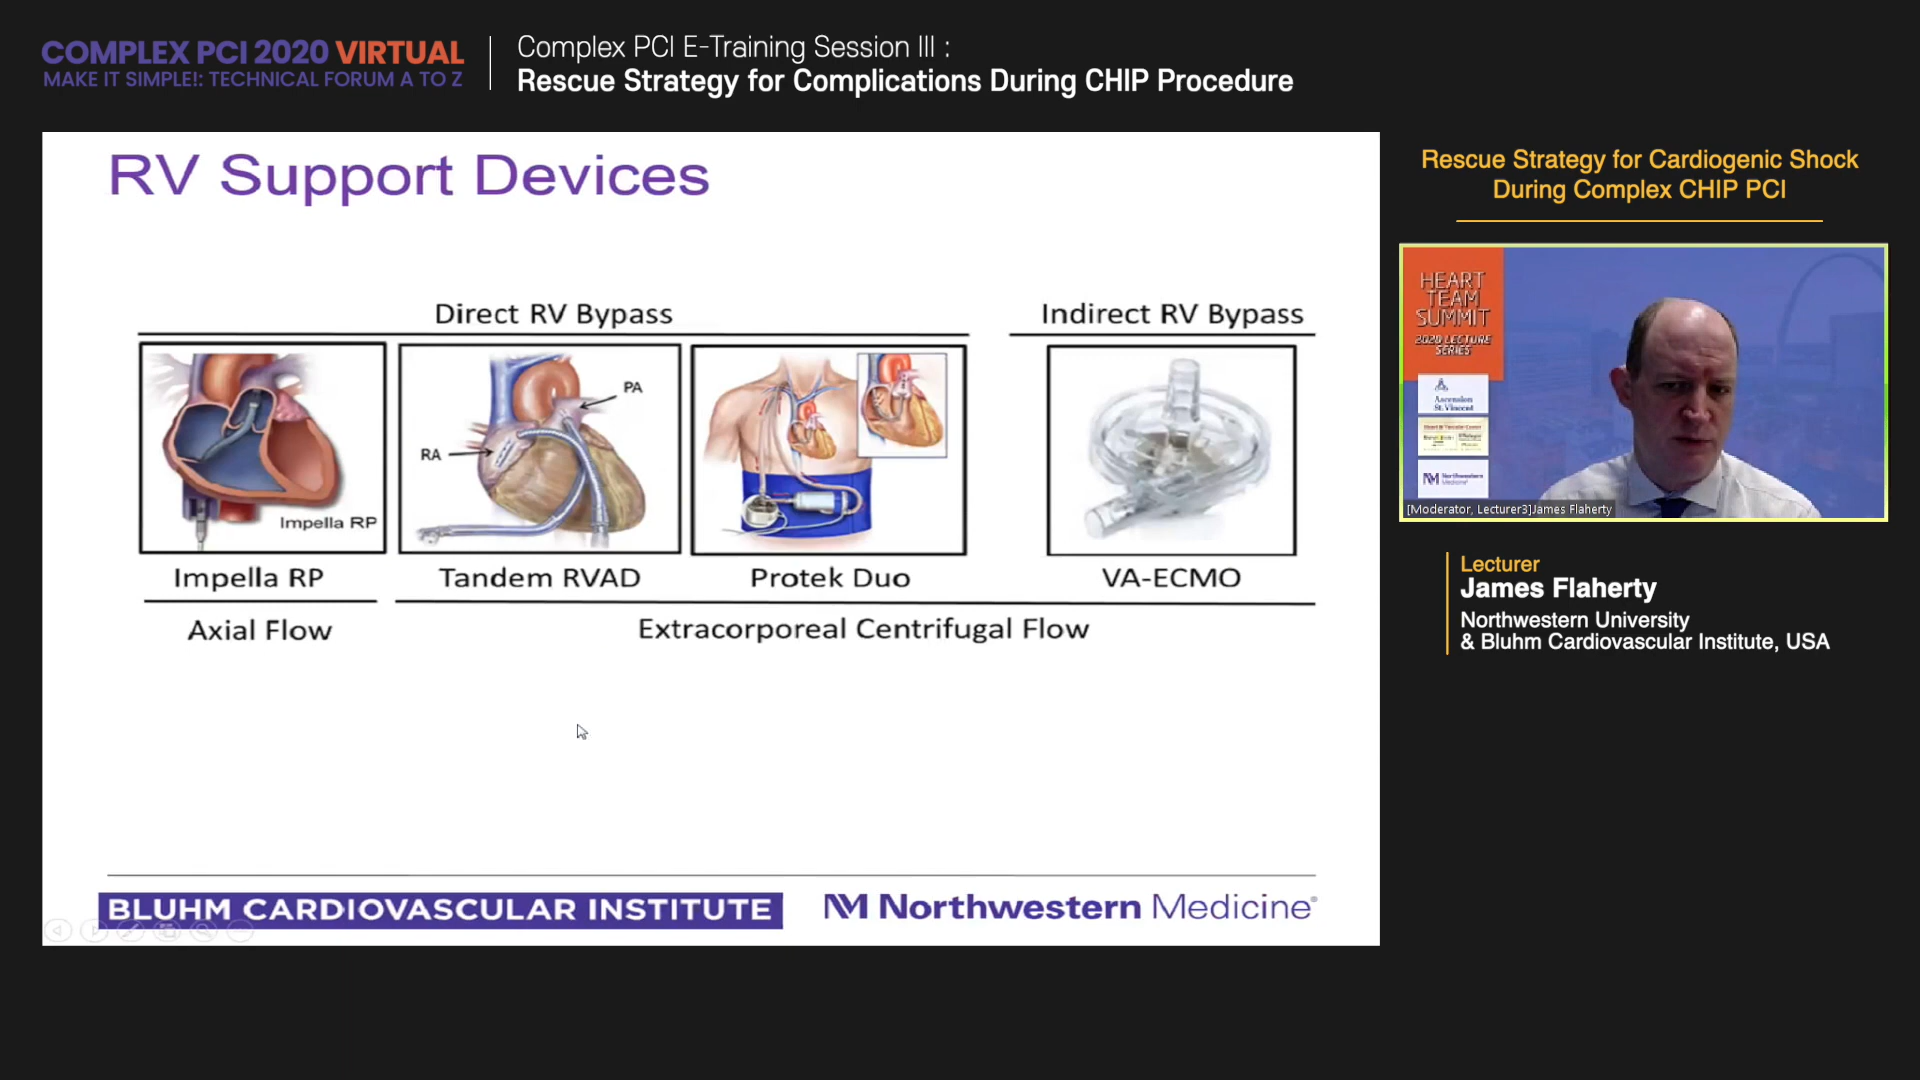 COMPLEX PCI 2020 VIRTUAL
MAKE IT SIMPLE!: TECHNICAL FORUM A TO Z
Complex PCI E-Training Session III :
Rescue Strategy for Complications During CHIP Procedure
RV Support Devices
Direct RV Bypass
Indirect RV Bypass
Impella RP
PA
RA
Impella RP
Tandem RVAD
Protek Duo
VA-ECMO
Axial Flow
Extracorporeal Centrifugal Flow
BLUHM CARDIOVASCULAR INSTITUTE
NM Northwestern Medicine®
Rescue Strategy for Cardiogenic Shock
During Complex CHIP PCI
HEART
TEAM
SUMMIT
2020 LECTURE
SERIES
Ascension
St. Vincent
Northwestern
Medicine
[Moderator, Lecturer3]James Flaherty
Lecturer
James Flaherty
Northwestern University
& Bluhm Cardiovascular Institute, USA